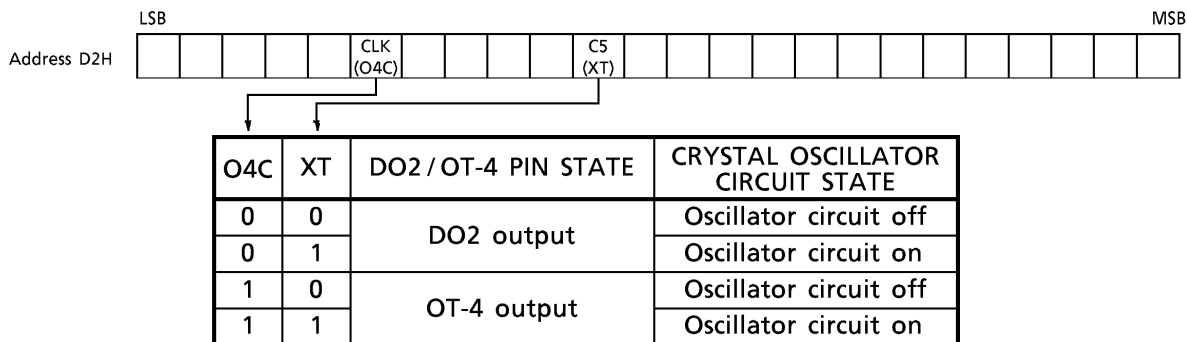 LSB MSB
Address D2H CLK (O4C) C5 (XT)
O4C XT DO2 / OT-4 PIN STATE CRYSTAL OSCILLATOR CIRCUIT STATE
0 0 DO2 output Oscillator circuit off
0 1 Oscillator circuit on
1 0 OT-4 output Oscillator circuit off
1 1 Oscillator circuit on